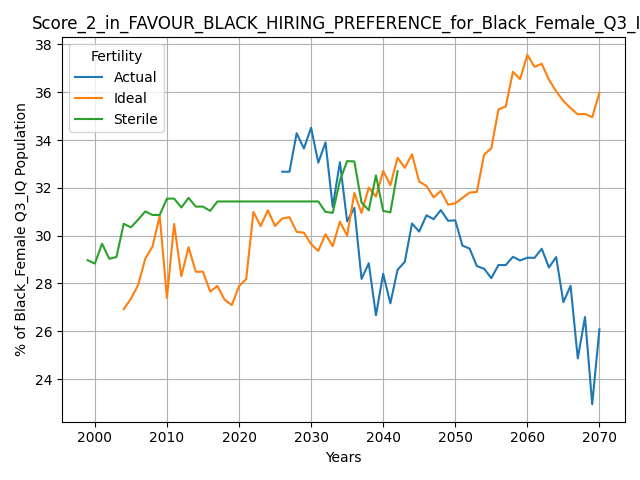 Score_2_in_FAVOUR_BLACK_HIRING_PREFERENCE_for_Black_Female_Q3_I
Fertility
Actual
Ideal
Sterile
% of Black_Female Q3_IQ Population
38
36
34
32
30
28
26
24
2000 2010 2020 2030 2040 2050 2060 2070
Years